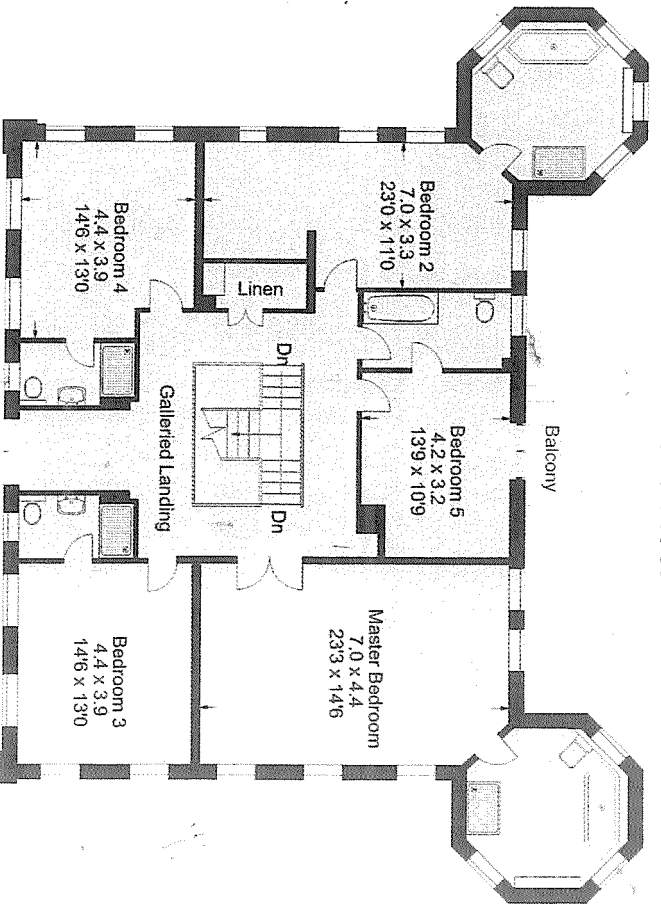 Bedroom 2
7.0 x 3.3
23'0 x 11'0
Bedroom 4
4.4 x 3.9
14'6 x 13'0
Linen
Dn
Balcony
Bedroom 5
4.2 x 3.2
13'9 x 10'9
Galleried Landing
Dn
Master Bedroom
7.0 x 4.4
23'3 x 14'6
Bedroom 3
4.4 x 3.9
14'6 x 13'0